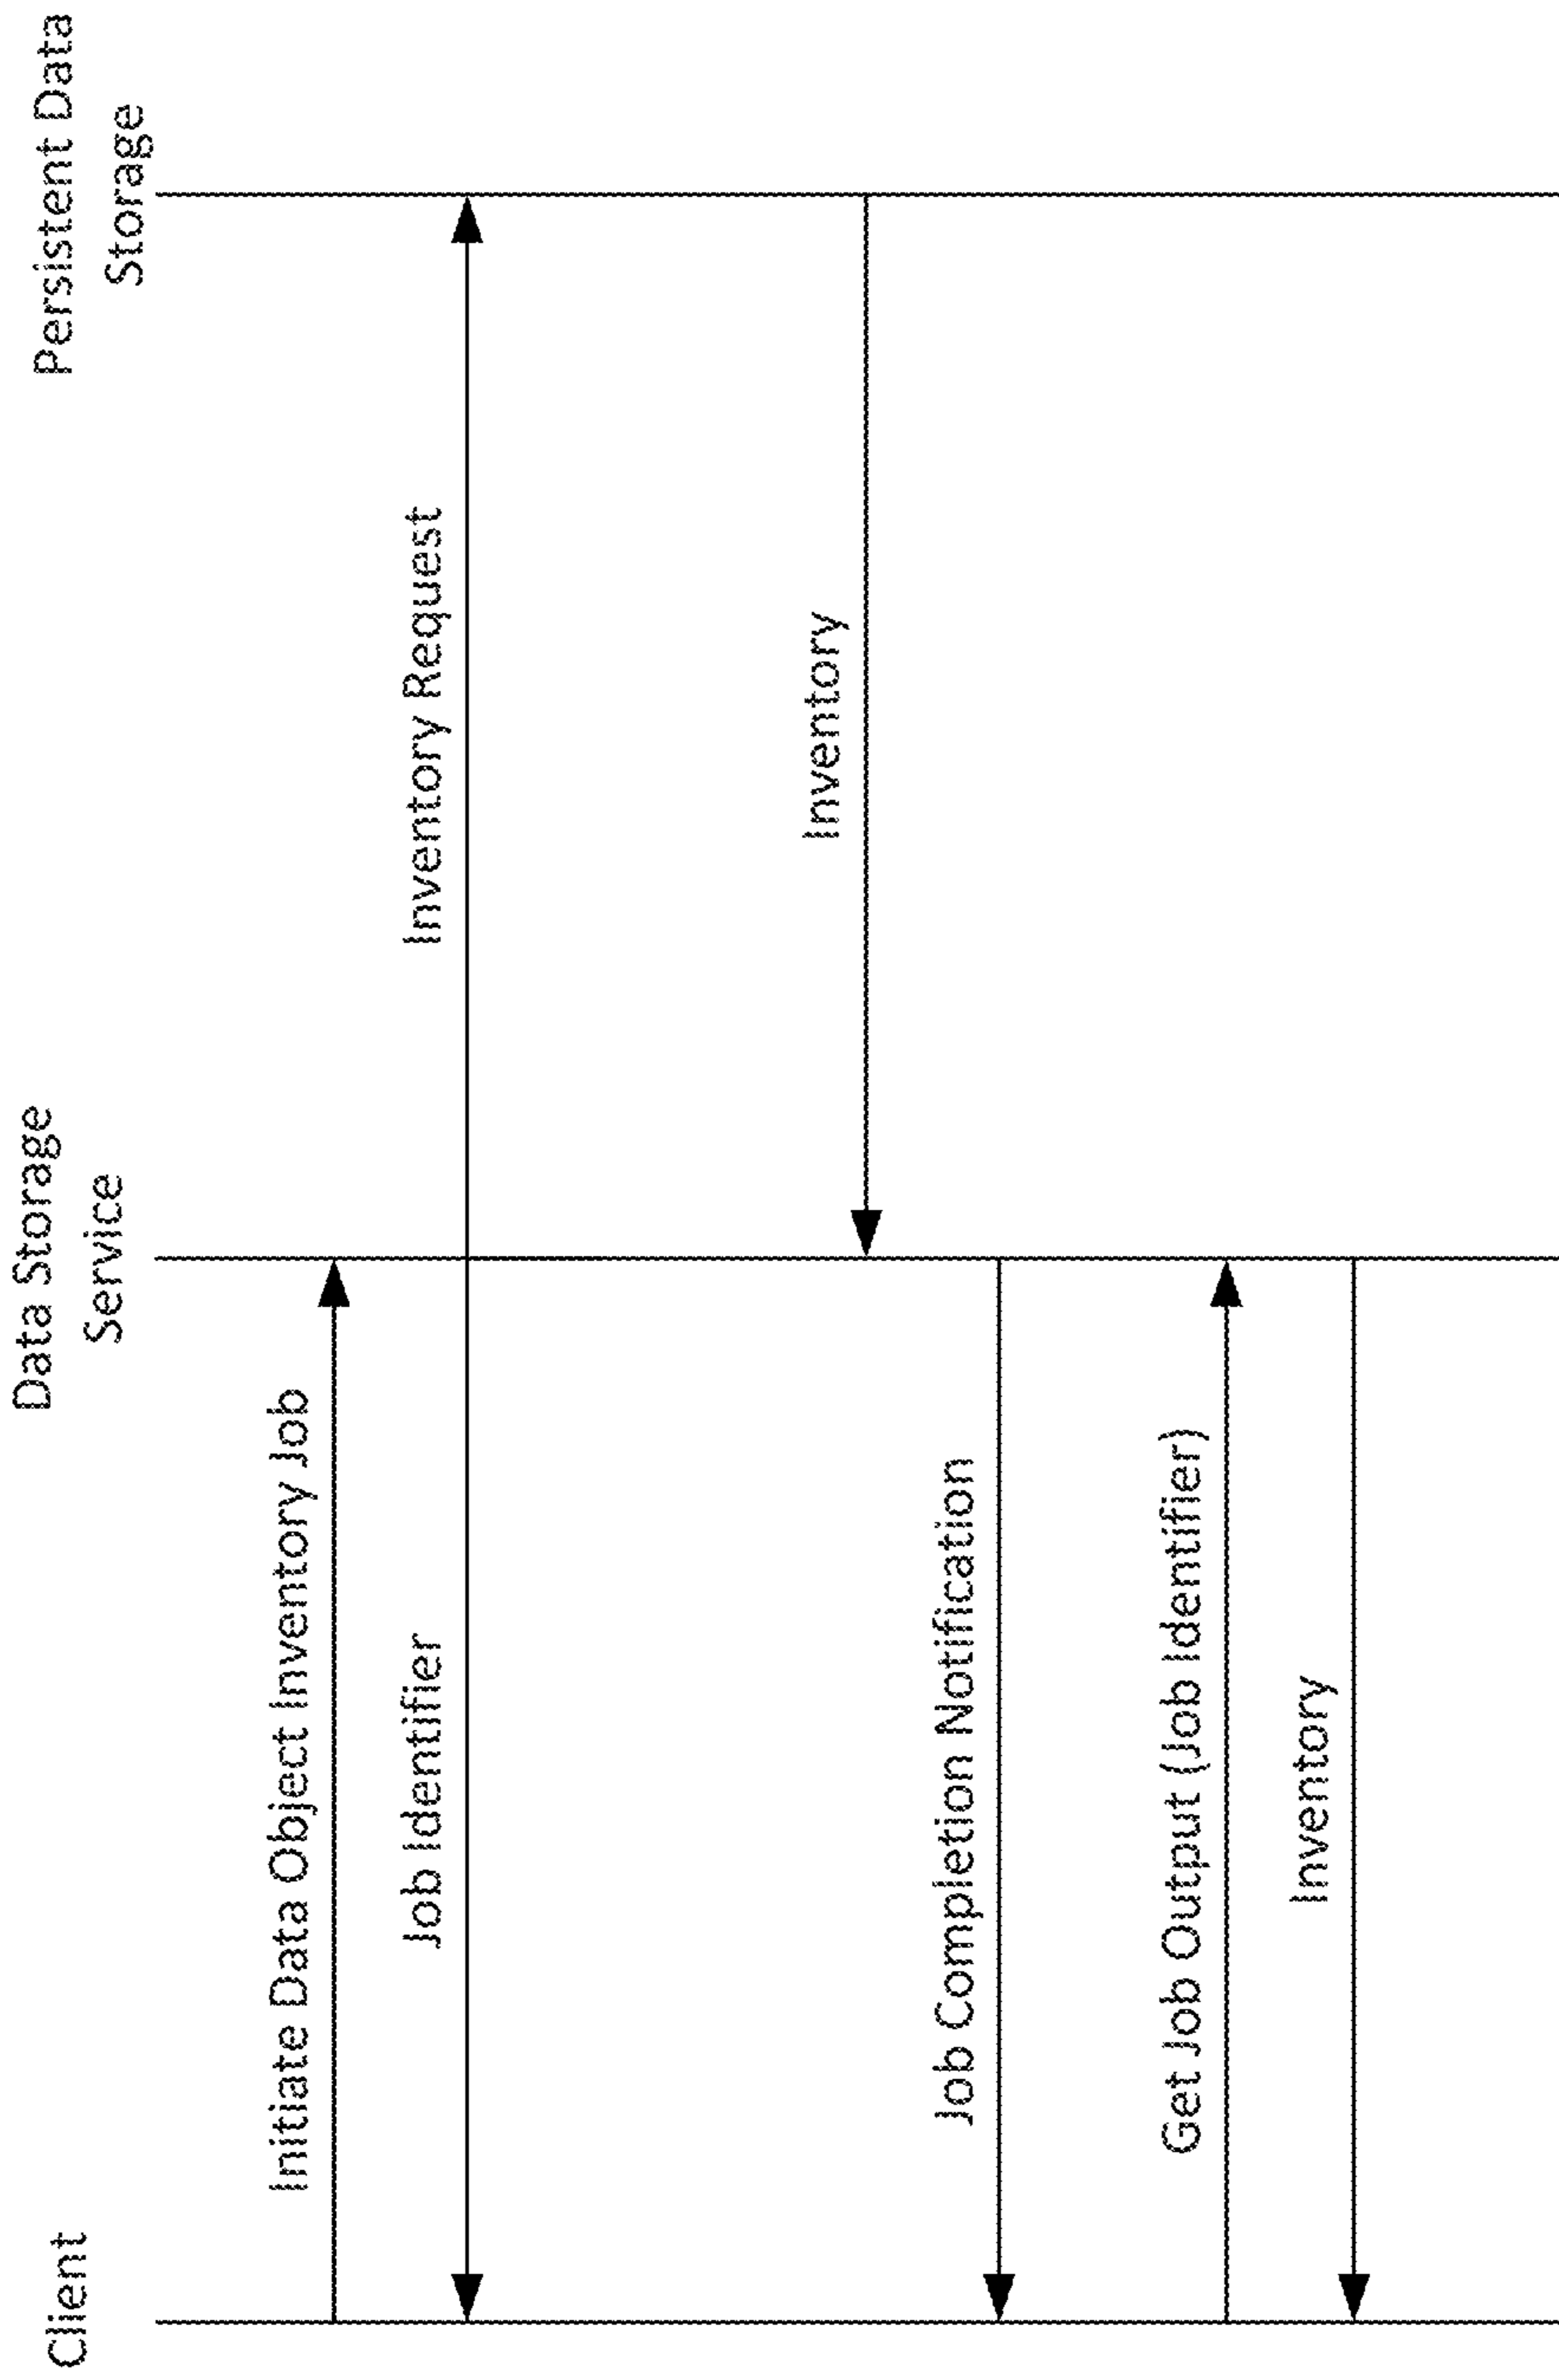 Client
Data Storage
Service
Persistent Data
Storage
Initiate Data Object Inventory Job
Job Identifier
Inventory Request
Inventory
Job Completion Notification
Get Job Output (Job Identifier)
Inventory